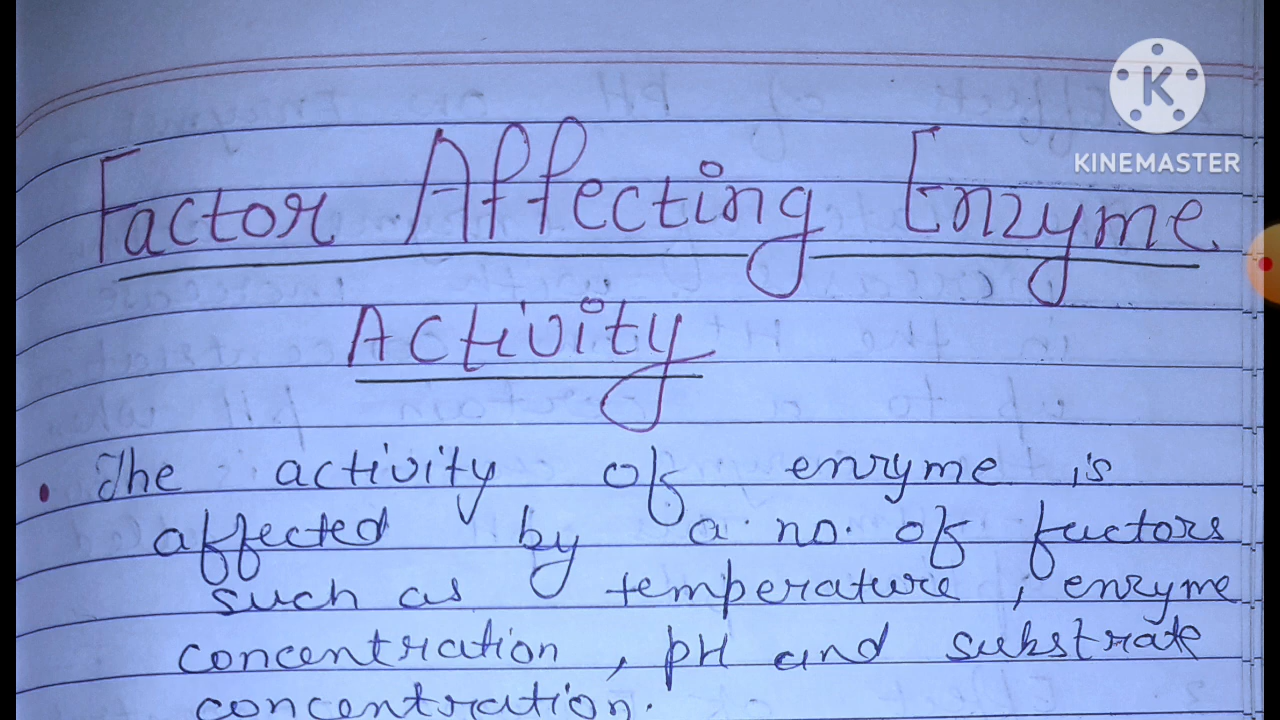 KINEMASTER
Factor Affecting Enzyme
Activity
• The activity of enzyme is
affected by a no. of factors
such as temperature, enzyme
concentration, pH and substrate
concentration.